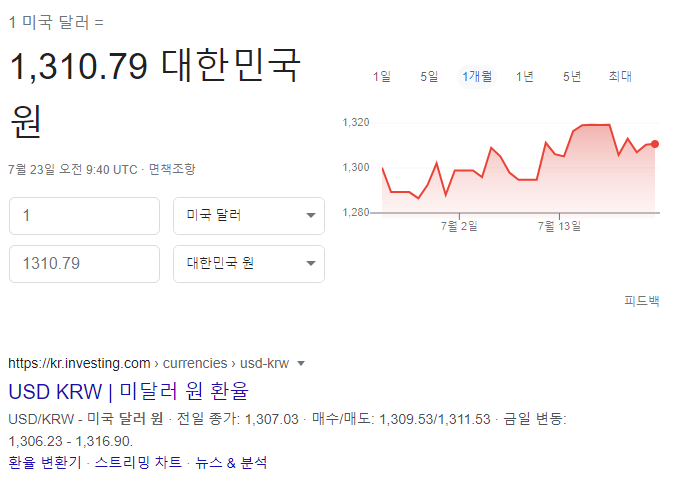 1 미국 달러 =
1,310.79 대한민국
원
7월 23일 오전 9:40 UTC · 면책조항
1 미국 달러
1310.79 대한민국 원
1일 5일 1개월 1년 5년 최대
1,320
1,300
1,280
7월 2일 7월 13일
피드백
https://kr.investing.com › currencies › usd-krw
USD KRW | 미달러 원 환율
USD/KRW - 미국 달러 원 · 전일 종가: 1,307.03 · 매수/매도: 1,309.53/1,311.53 · 금일 변동:
1,306.23 - 1,316.90.
환율 변환기 · 스트리밍 차트 · 뉴스 & 분석